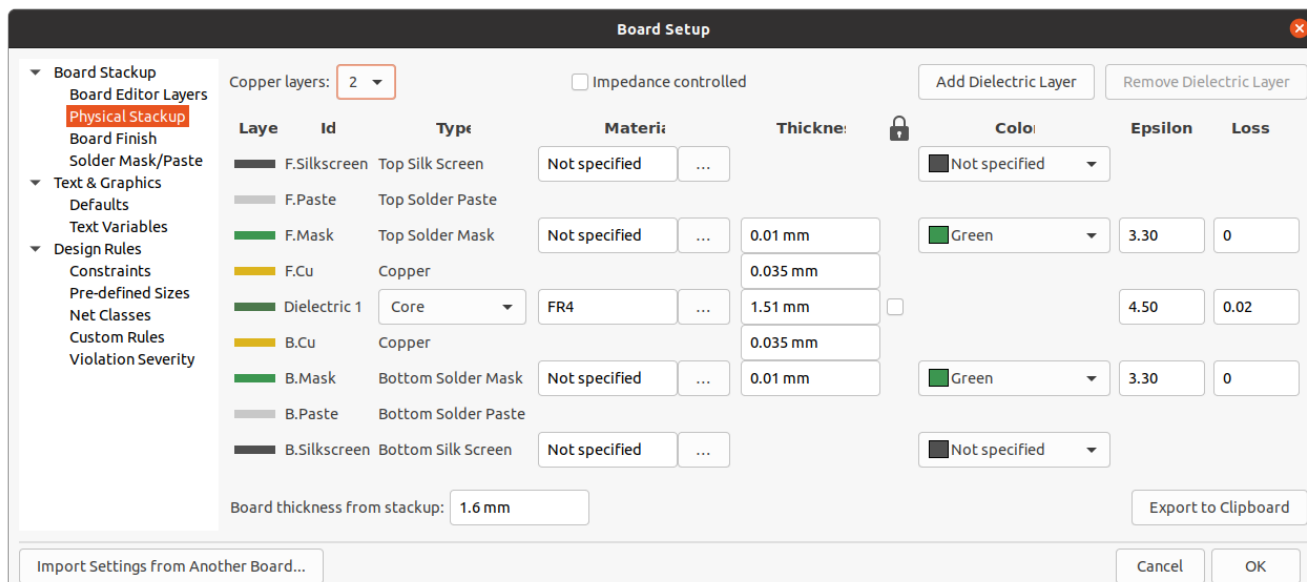 Board Setup
Board Stackup
Board Editor Layers
Physical Stackup
Board Finish
Solder Mask/Paste
Text & Graphics
Defaults
Text Variables
Design Rules
Constraints
Pre-defined Sizes
Net Classes
Custom Rules
Violation Severity
Copper layers: 2 Impedance controlled Add Dielectric Layer Remove Dielectric Layer
Laye Id Type Materia Thickne Color Epsilon Loss
F.Silkscreen Top Silk Screen Not specified ... Not specified
F.Paste Top Solder Paste
F.Mask Top Solder Mask Not specified ... 0.01 mm Green 3.30 0
F.Cu Copper 0.035 mm
Dielectric 1 Core FR4 ... 1.51 mm 4.50 0.02
B.Cu Copper 0.035 mm
B.Mask Bottom Solder Mask Not specified ... 0.01 mm Green 3.30 0
B.Paste Bottom Solder Paste
B.Silkscreen Bottom Silk Screen Not specified ... Not specified
Board thickness from stackup: 1.6 mm Export to Clipboard
Import Settings from Another Board... Cancel OK